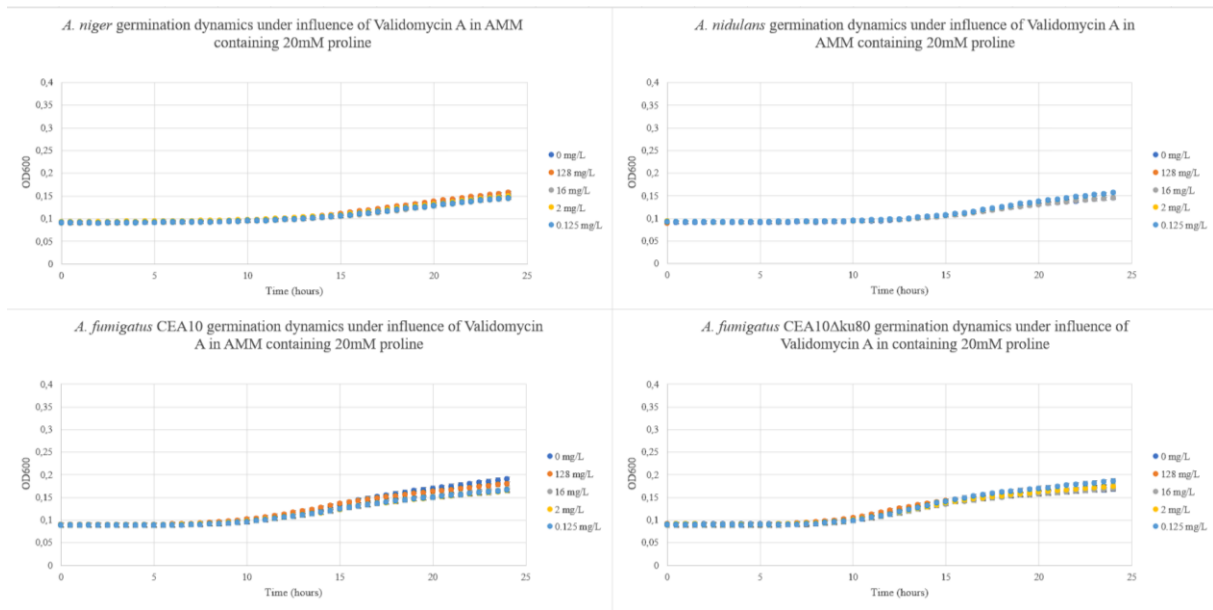 A. niger germination dynamics under influence of Validomycin A in AMM
containing 20mM proline
0,4
0,35
0,3
0,25
0,2
0,15
0,1
0,05
0
OD600
0 5 10 15 20 25
Time (hours)
0 mg/L
128 mg/L
16 mg/L
2 mg/L
0.125 mg/L
A. nidulans germination dynamics under influence of Validomycin A in
AMM containing 20mM proline
0,4
0,35
0,3
0,25
0,2
0,15
0,1
0,05
0
OD600
0 5 10 15 20 25
Time (hours)
0 mg/L
128 mg/L
16 mg/L
2 mg/L
0.125 mg/L
A. fumigatus CEA10 germination dynamics under influence of Validomycin
A in AMM containing 20mM proline
0,4
0,35
0,3
0,25
0,2
0,15
0,1
0,05
0
OD600
0 5 10 15 20 25
Time (hours)
0 mg/L
128 mg/L
16 mg/L
2 mg/L
0.125 mg/L
A. fumigatus CEA10Δku80 germination dynamics under influence of
Validomycin A in containing 20mM proline
0,4
0,35
0,3
0,25
0,2
0,15
0,1
0,05
0
OD600
0 5 10 15 20 25
Time (hours)
0 mg/L
128 mg/L
16 mg/L
2 mg/L
0.125 mg/L